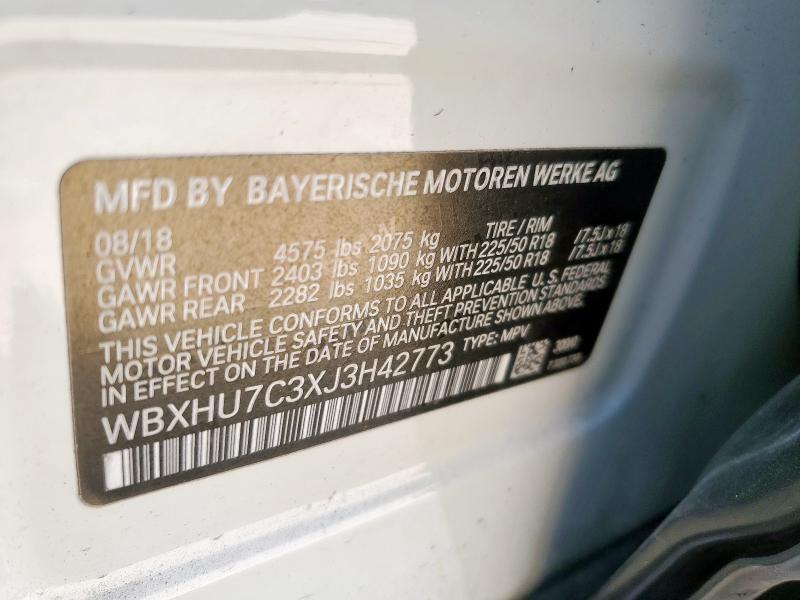 MFD BY BAYERISCHE MOTOREN WERKE AG
08/18 TIRE / RIM
GVWR 4575 lbs 2075 kg
GAWR FRONT 2403 lbs 1090 kg WITH 225/50 R18 /7.5J x 18
GAWR REAR 2282 lbs 1035 kg WITH 225/50 R18 /7.5J x 18
THIS VEHICLE CONFORMS TO ALL APPLICABLE U.S. FEDERAL
MOTOR VEHICLE SAFETY AND THEFT PREVENTION STANDARDS
IN EFFECT ON THE DATE OF MANUFACTURE SHOWN ABOVE.
WBXHU7C3XJ3H42773 TYPE: MPV